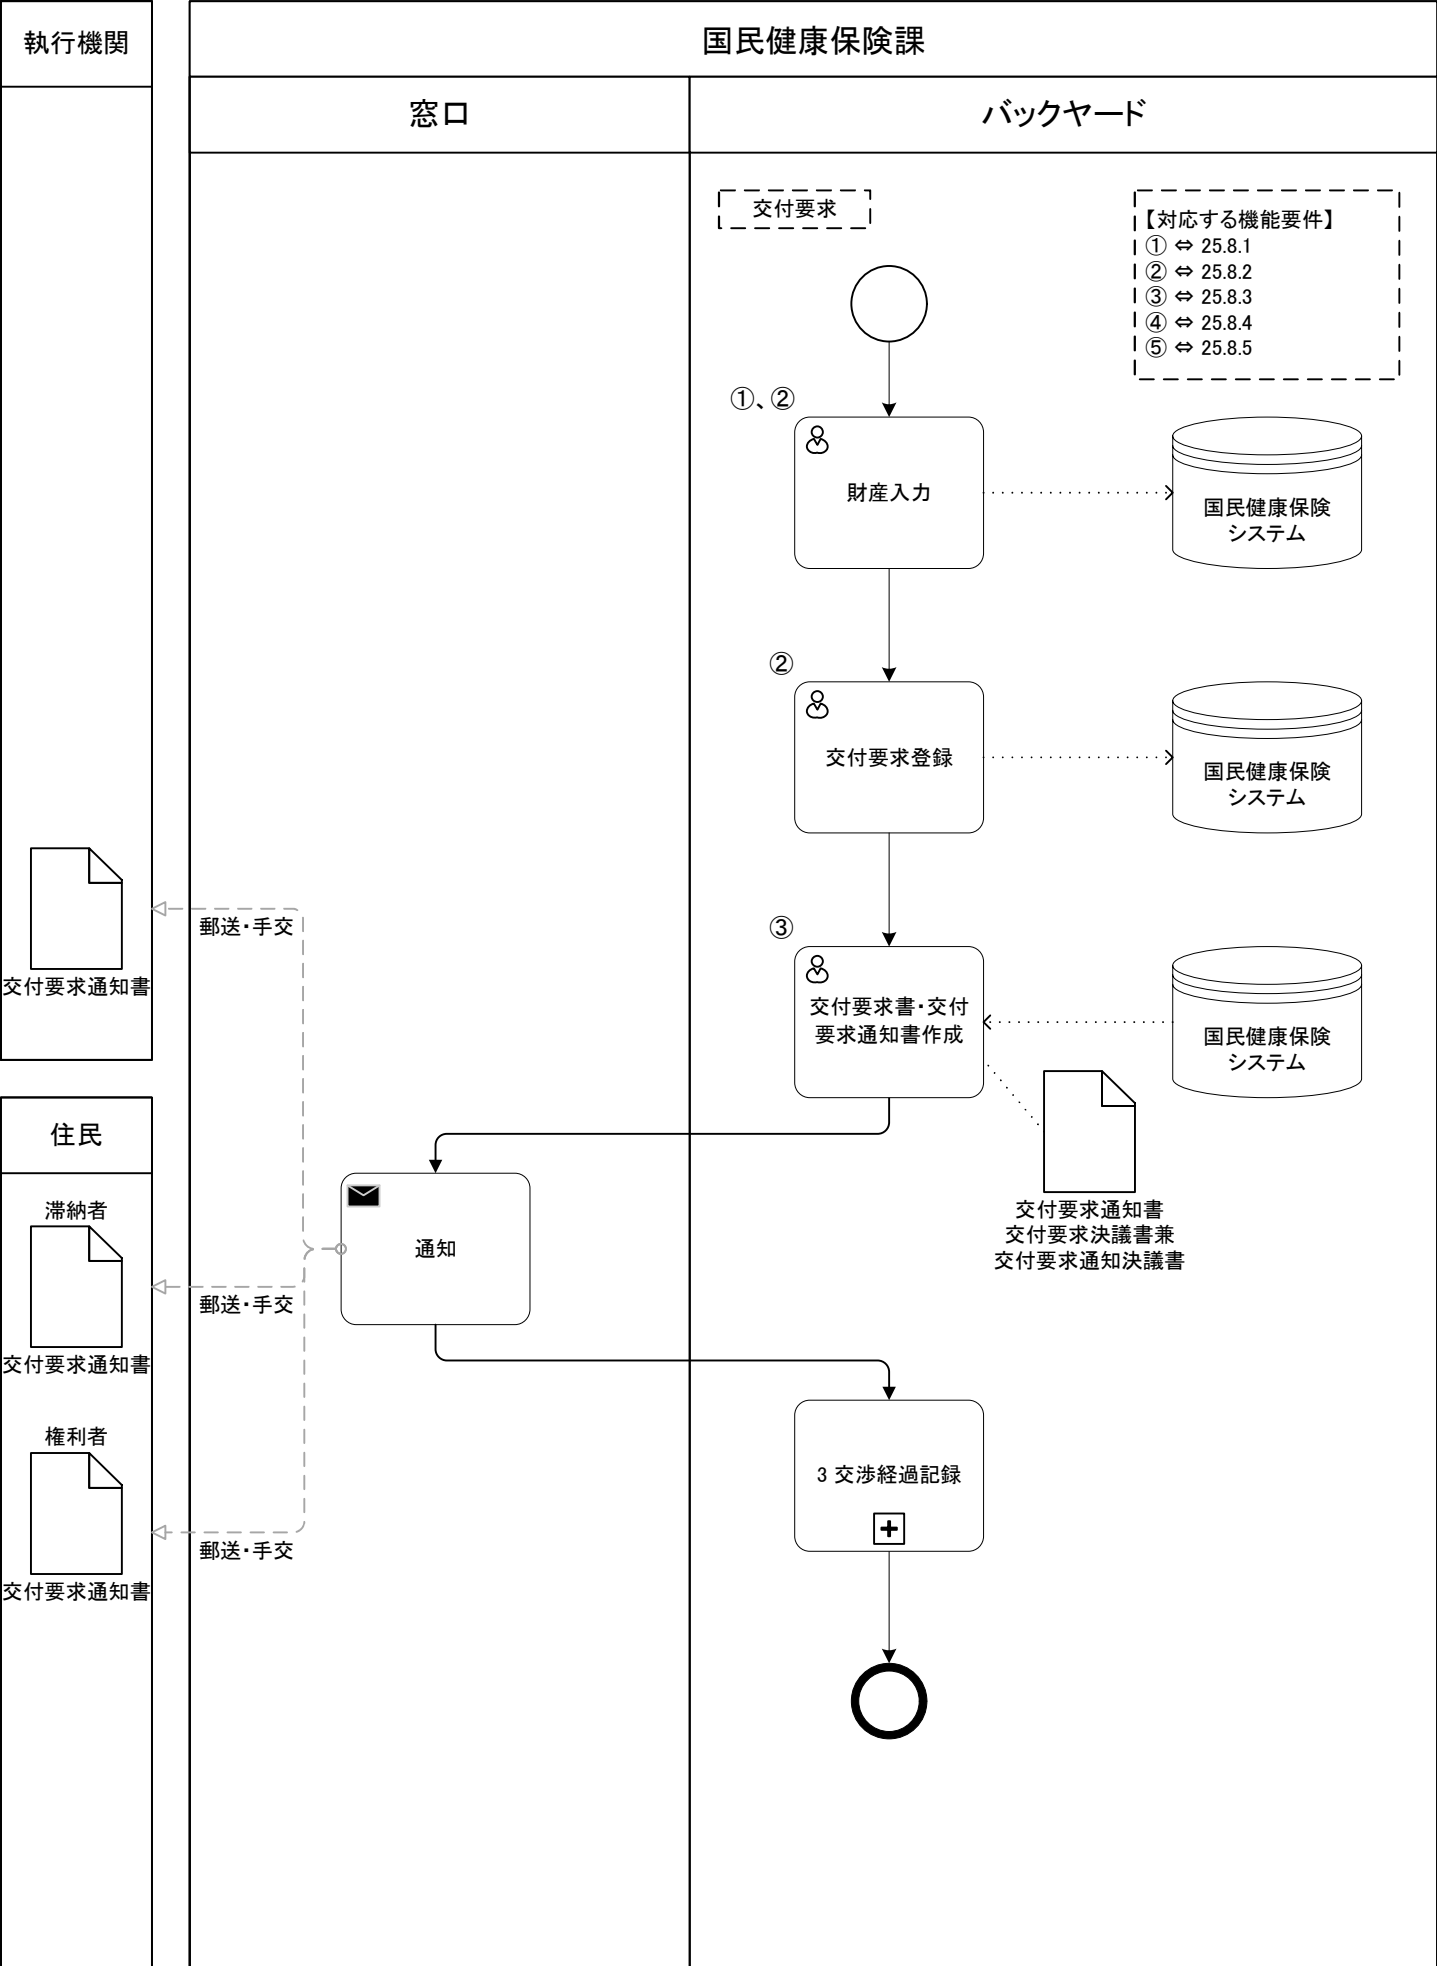 執行機関
国民健康保険課
窓口
バックヤード
交付要求
【対応する機能要件】
① ⇔ 25.8.1
② ⇔ 25.8.2
③ ⇔ 25.8.3
④ ⇔ 25.8.4
⑤ ⇔ 25.8.5
①、②
財産入力
国民健康保険
システム
②
交付要求登録
国民健康保険
システム
交付要求通知書
郵送・手交
③
交付要求書・交付
要求通知書作成
国民健康保険
システム
交付要求通知書
交付要求決議書兼
交付要求通知決議書
住民
滞納者
交付要求通知書
郵送・手交
通知
権利者
交付要求通知書
郵送・手交
3 交渉経過記録